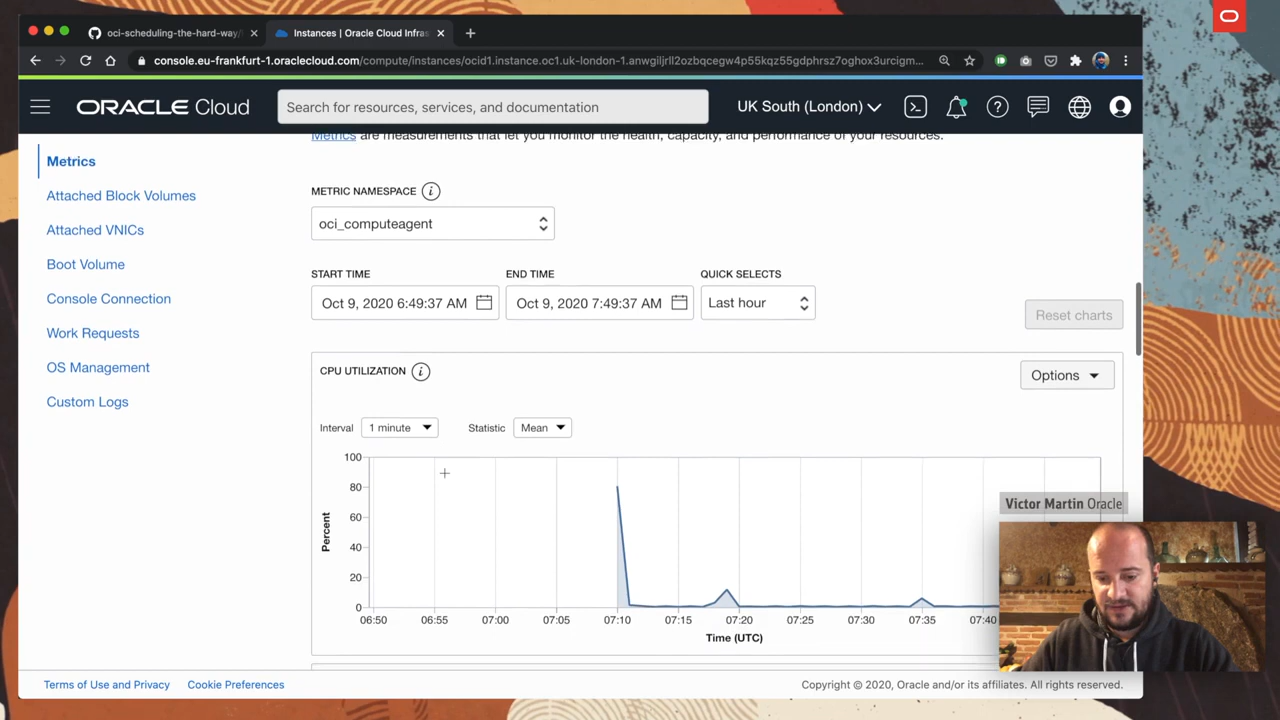 oci-scheduling-the-hard-way/
Instances | Oracle Cloud Infras
console.eu-frankfurt-1.oraclecloud.com/compute/instances/ocid1.instance.oc1.uk-london-1.anwgiljrll2ozbqcegw4p55kqz55gdphrsz7oghox3urcigm...
ORACLE Cloud
Search for resources, services, and documentation
UK South (London)
Metrics are measurements that let you monitor the health, capacity, and performance of your resources.
Metrics
Attached Block Volumes
Attached VNICs
Boot Volume
Console Connection
Work Requests
OS Management
Custom Logs
METRIC NAMESPACE
oci_computeagent
START TIME
END TIME
QUICK SELECTS
Oct 9, 2020 6:49:37 AM
Oct 9, 2020 7:49:37 AM
Last hour
Reset charts
CPU UTILIZATION
Options
Interval
1 minute
Statistic
Mean
100
80
60
40
20
0
Percent
06:50 06:55 07:00 07:05 07:10 07:15 07:20 07:25 07:30 07:35 07:40
Time (UTC)
Victor Martin Oracle
Terms of Use and Privacy
Cookie Preferences
Copyright © 2020, Oracle and/or its affiliates. All rights reserved.